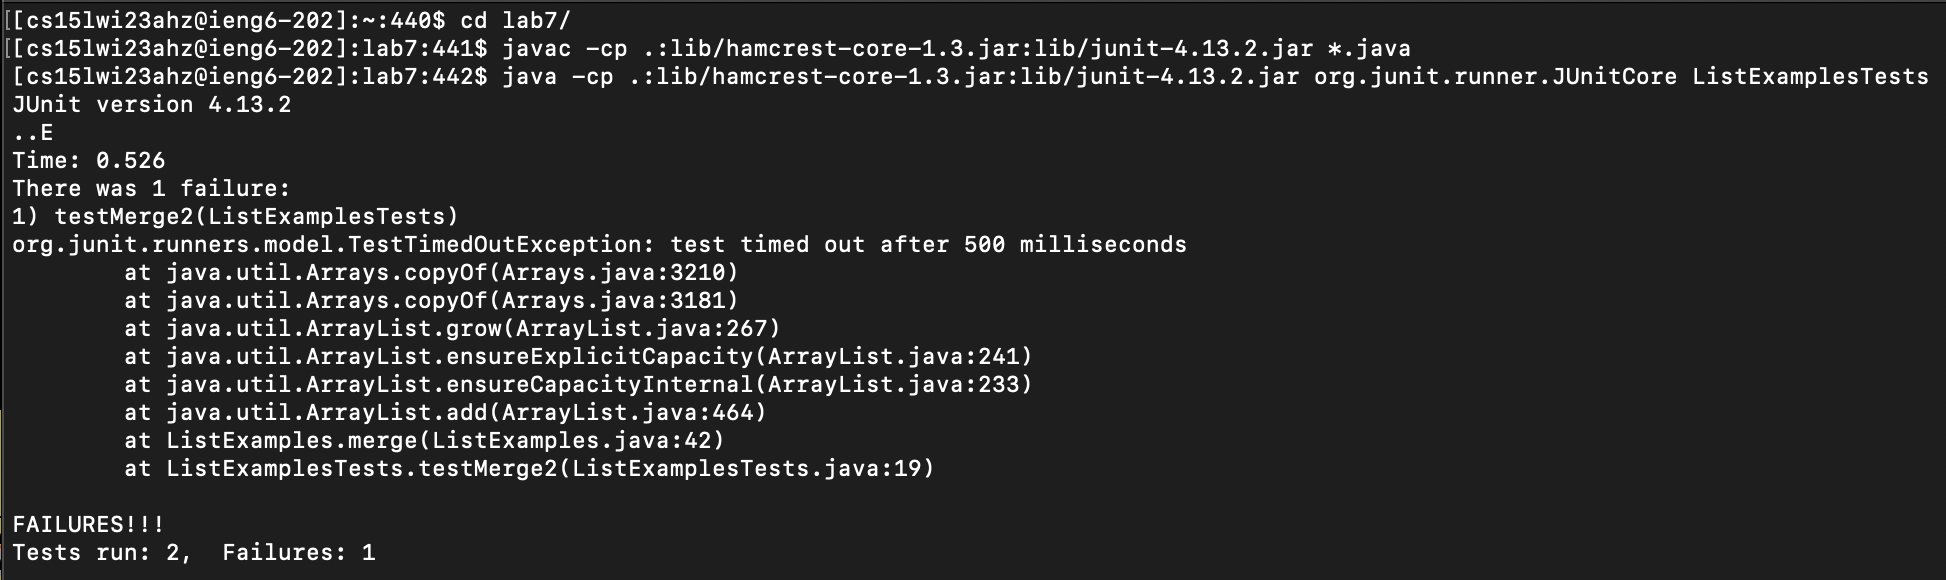 [[cs15lwi23ahz@ieng6-202]:~:440$ cd lab7/
[[cs15lwi23ahz@ieng6-202]:lab7:441$ javac -cp .:lib/hamcrest-core-1.3.jar:lib/junit-4.13.2.jar *.java
[cs15lwi23ahz@ieng6-202]:lab7:442$ java -cp .:lib/hamcrest-core-1.3.jar:lib/junit-4.13.2.jar org.junit.runner.JUnitCore ListExamplesTests
JUnit version 4.13.2
..E
Time: 0.526
There was 1 failure:
1) testMerge2(ListExamplesTests)
org.junit.runners.model.TestTimedOutException: test timed out after 500 milliseconds
        at java.util.Arrays.copyOf(Arrays.java:3210)
        at java.util.Arrays.copyOf(Arrays.java:3181)
        at java.util.ArrayList.grow(ArrayList.java:267)
        at java.util.ArrayList.ensureExplicitCapacity(ArrayList.java:241)
        at java.util.ArrayList.ensureCapacityInternal(ArrayList.java:233)
        at java.util.ArrayList.add(ArrayList.java:464)
        at ListExamples.merge(ListExamples.java:42)
        at ListExamplesTests.testMerge2(ListExamplesTests.java:19)

FAILURES!!!
Tests run: 2,  Failures: 1